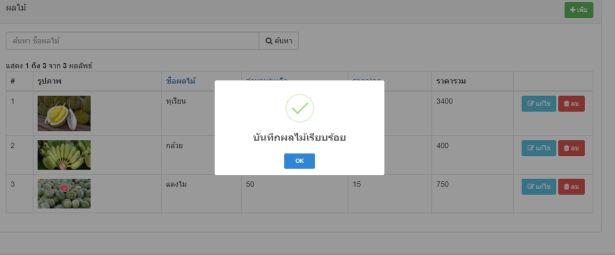 ผลไม้
+ เพิ่ม
ค้นหา ชื่อผลไม้
ค้นหา
แสดง 1 ถึง 3 จาก 3 ผลลัพธ์
# รูปภาพ ชื่อผลไม้ ราคารวม
1 ทุเรียน 3400 แก้ไข ลบ
บันทึกผลไม้เรียบร้อย
OK
2 กล้วย 400 แก้ไข ลบ
3 แตงโม 50 15 750 แก้ไข ลบ